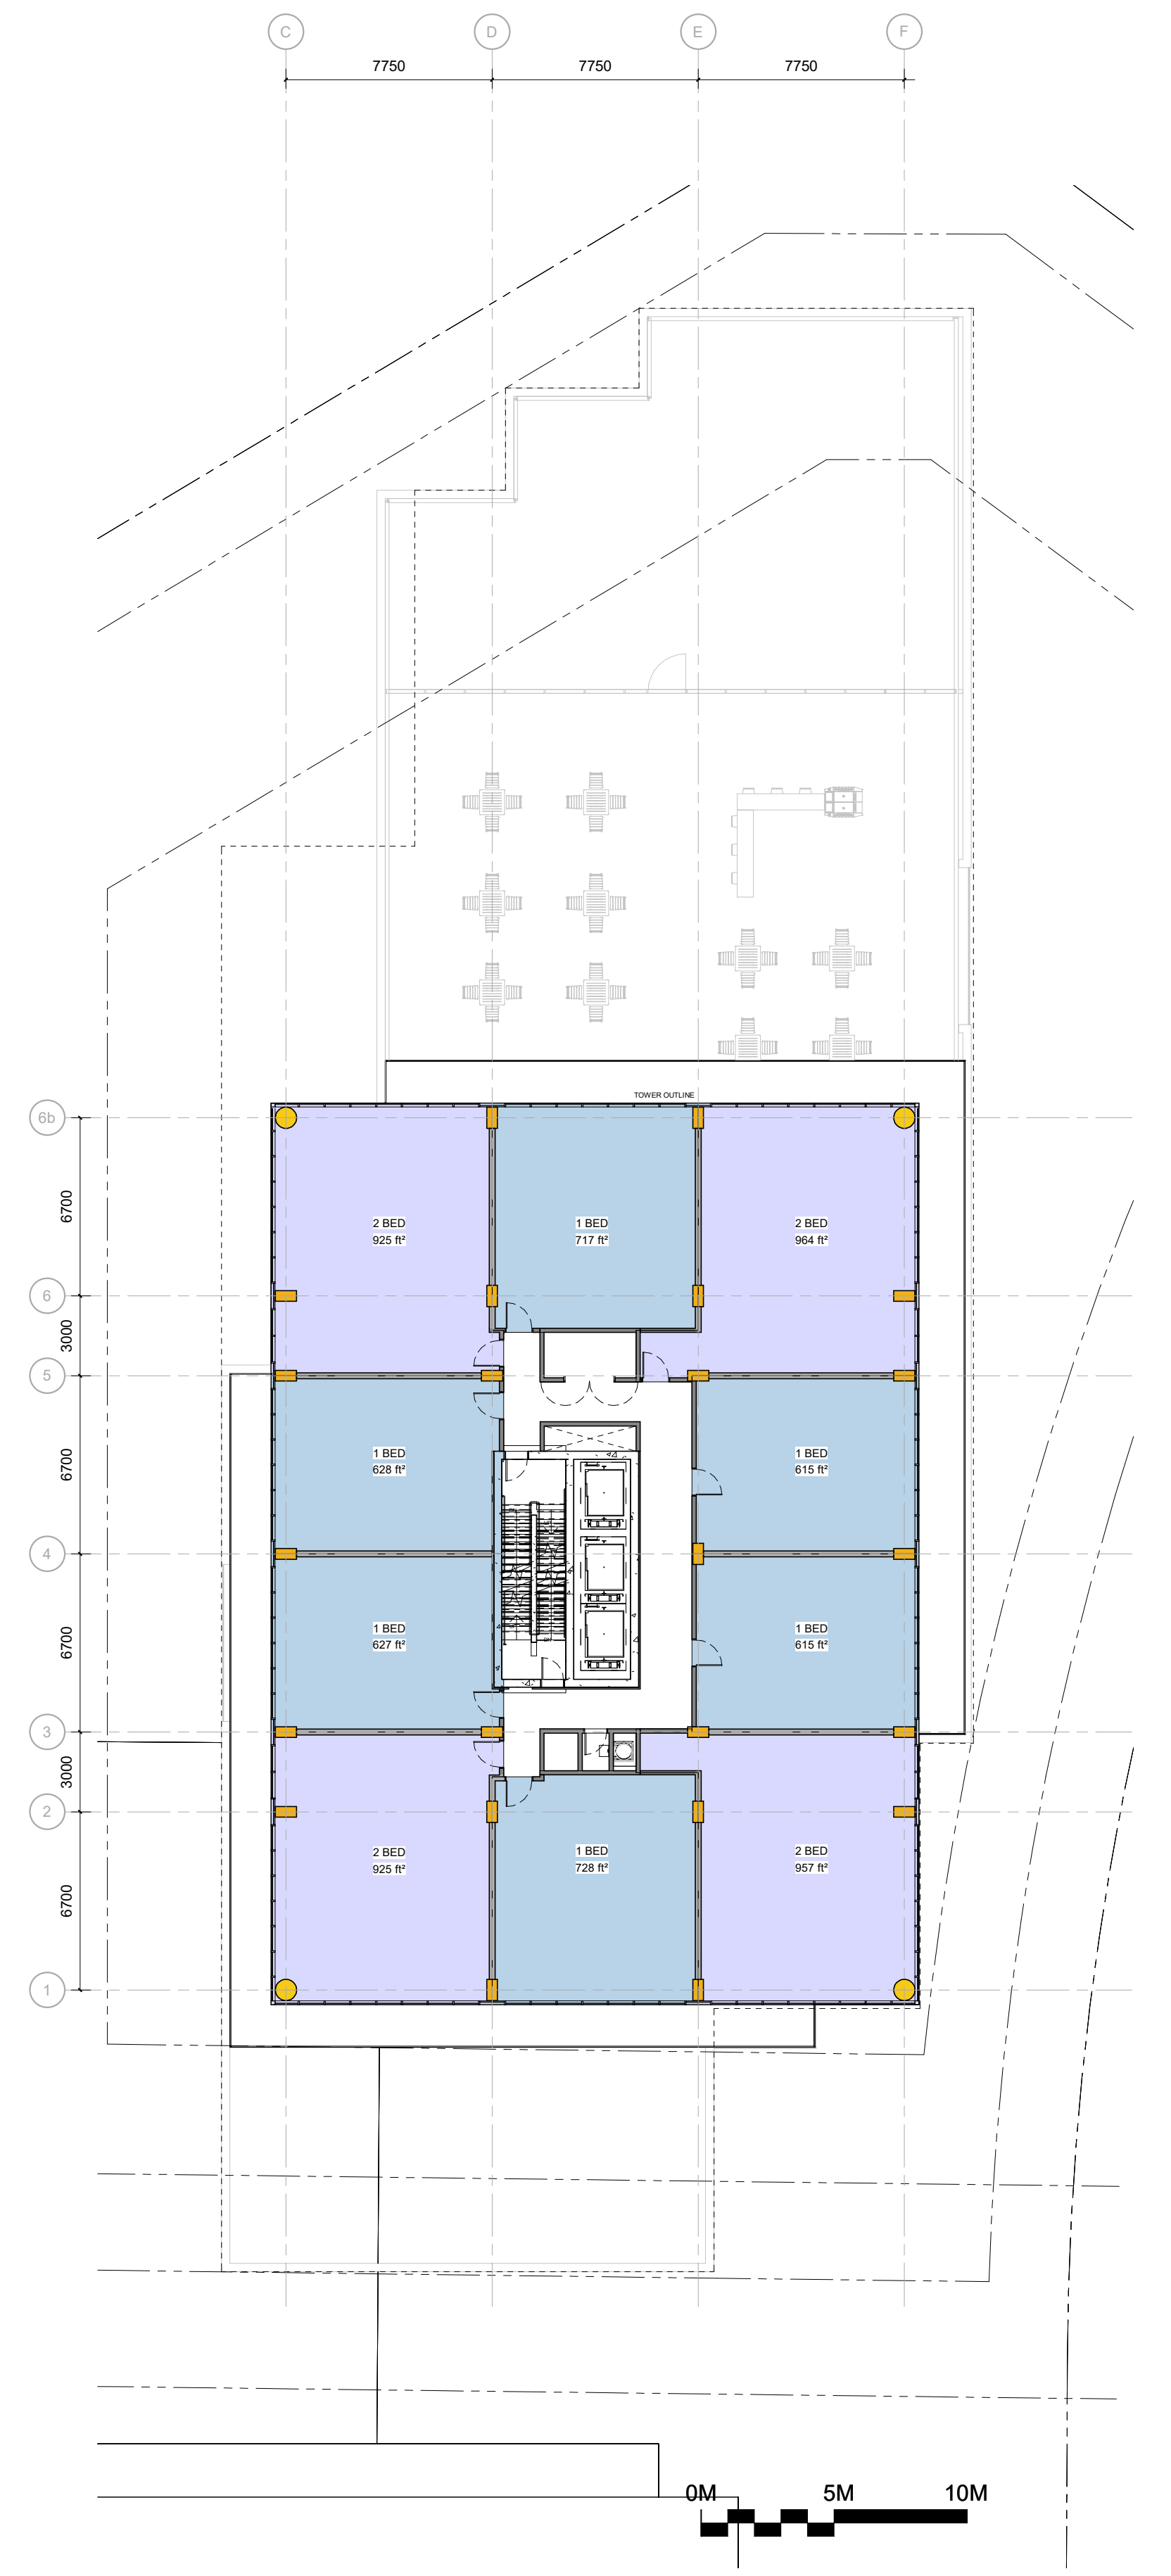 C D E F
7750 7750 7750
TOWER OUTLINE
6b
6700
2 BED
925 ft²
1 BED
717 ft²
2 BED
964 ft²
6
3000
5
6700
1 BED
628 ft²
1 BED
615 ft²
4
6700
1 BED
627 ft²
1 BED
615 ft²
3
3000
2
6700
2 BED
925 ft²
1 BED
728 ft²
2 BED
957 ft²
1
0M 5M 10M